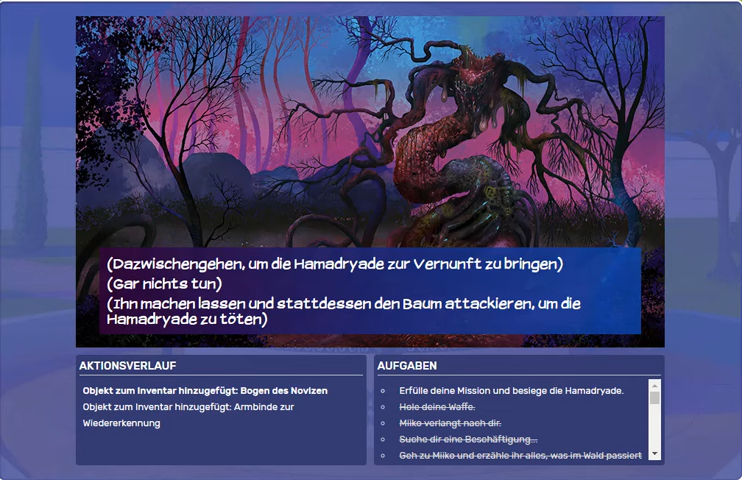 (Dazwischengehen, um die Hamadryade zur Vernunft zu bringen)
(Gar nichts tun)
(Ihn machen lassen und stattdessen den Baum attackieren, um die
Hamadryade zu töten)
AKTIONSVERLAUF
Objekt zum Inventar hinzugefügt: Bogen des Novizen
Objekt zum Inventar hinzugefügt: Armbinde zur
Wiedererkennung
AUFGABEN
Erfülle deine Mission und besiege die Hamadryade.
Hole deine Waffe.
Miiko verlangt nach dir.
Suche dir eine Beschäftigung...
Geh zu Miiko und erzähle ihr alles, was im Wald passiert